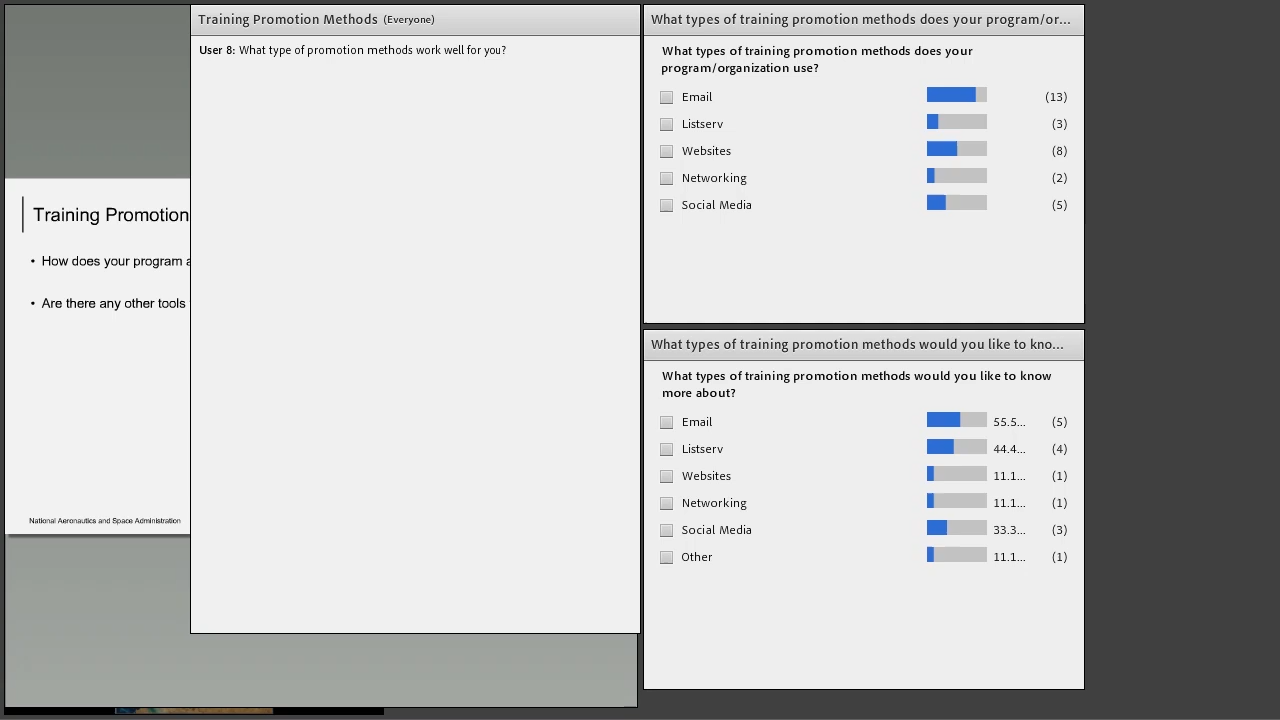 Training Promotion Methods (Everyone)
User 8: What type of promotion methods work well for you?
Training Promotion
• How does your program a
• Are there any other tools
National Aeronautics and Space Administration
What types of training promotion methods does your program/or...
What types of training promotion methods does your
program/organization use?
Email (13)
Listserv (3)
Websites (8)
Networking (2)
Social Media (5)
What types of training promotion methods would you like to kno...
What types of training promotion methods would you like to know
more about?
Email 55.5... (5)
Listserv 44.4... (4)
Websites 11.1... (1)
Networking 11.1... (1)
Social Media 33.3... (3)
Other 11.1... (1)